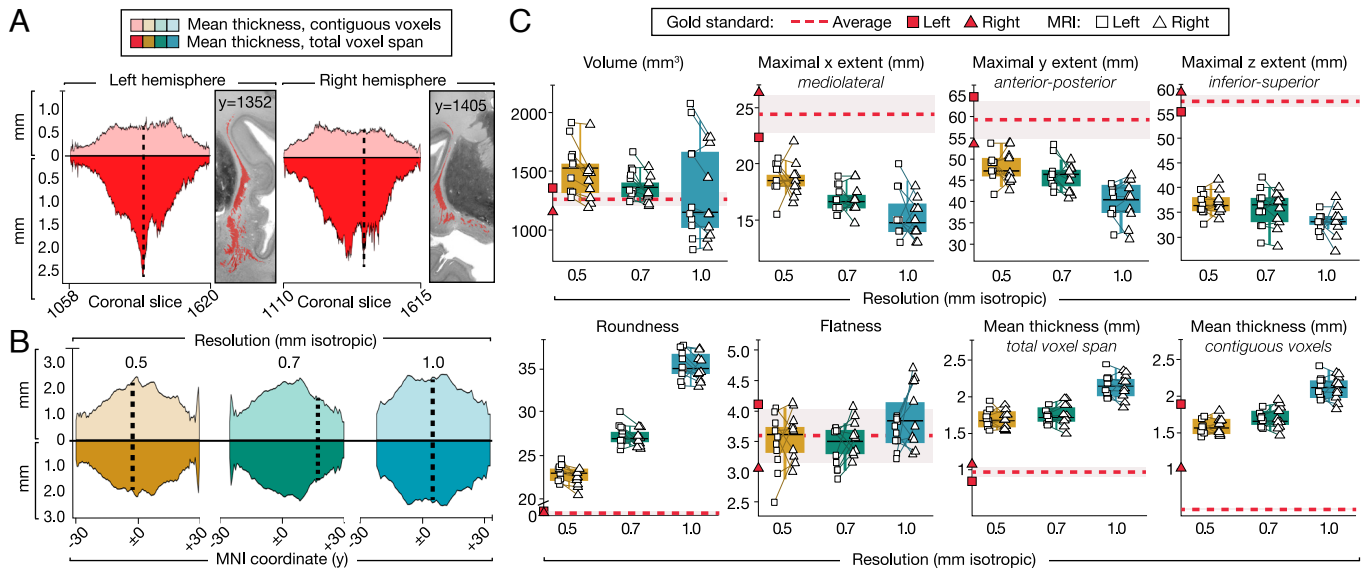 A
Mean thickness, contiguous voxels
Mean thickness, total voxel span
Left hemisphere
Right hemisphere
y=1352
y=1405
mm
1.0
0.5
0
0.5
1.0
1.5
2.0
2.5
mm
1058
Coronal slice
1620
1110
Coronal slice
1615
B
Resolution (mm isotropic)
0.5
0.7
1.0
mm
3.0
2.0
1.0
0
1.0
2.0
3.0
mm
-30
±0
+30
-30
±0
+30
-30
±0
+30
MNI coordinate (y)
C
Gold standard: Average Left Right MRI: Left Right
Volume (mm³)
2000
1500
1000
0.5 0.7 1.0
Maximal x extent (mm)
mediolateral
25
20
15
0.5 0.7 1.0
Maximal y extent (mm)
anterior-posterior
65
60
55
50
45
40
35
30
0.5 0.7 1.0
Maximal z extent (mm)
inferior-superior
60
55
50
45
40
35
30
0.5 0.7 1.0
Resolution (mm isotropic)
Roundness
35
30
25
20
0
0.5 0.7 1.0
Flatness
5.0
4.5
4.0
3.5
3.0
2.5
0.5 0.7 1.0
Mean thickness (mm)
total voxel span
2.5
2
1.5
1
0.5 0.7 1.0
Mean thickness (mm)
contiguous voxels
2.5
2
1.5
1
0.5 0.7 1.0
Resolution (mm isotropic)